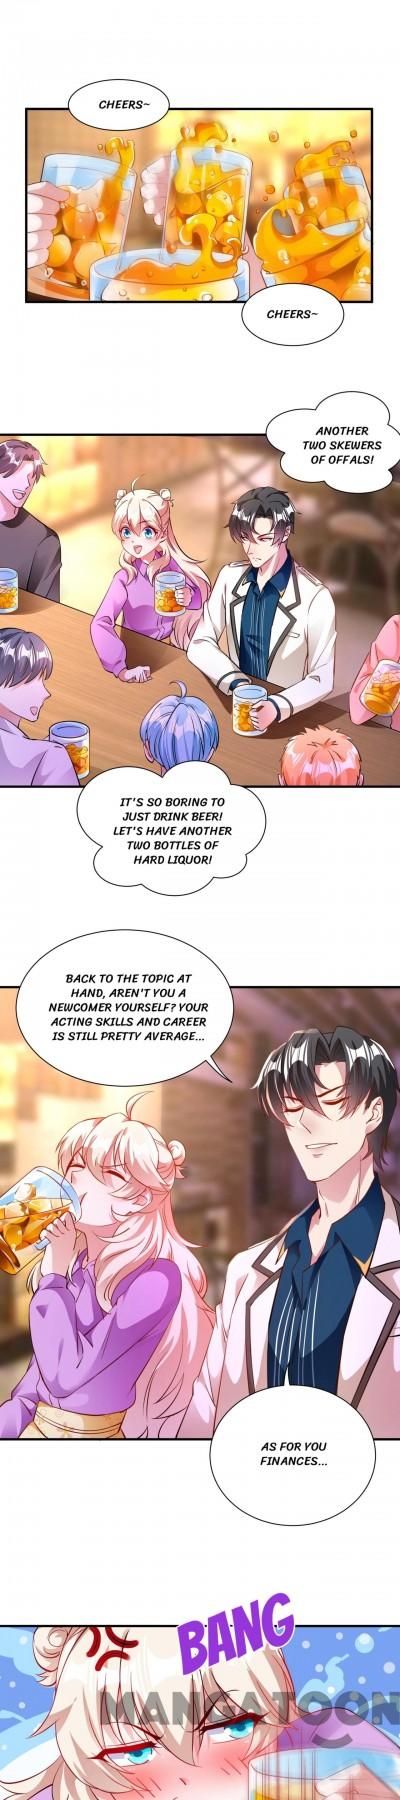 CHEERS~
CHEERS~
ANOTHER
TWO SKEWERS
OF OFFALS!
IT'S SO BORING TO
JUST DRINK BEER!
LET'S HAVE ANOTHER
TWO BOTTLES OF
HARD LIQUOR!
BACK TO THE TOPIC AT
HAND, AREN'T YOU A
NEWCOMER YOURSELF? YOUR
ACTING SKILLS AND CAREER
IS STILL PRETTY AVERAGE...
AS FOR YOU
FINANCES...
BANG
MANGATOON